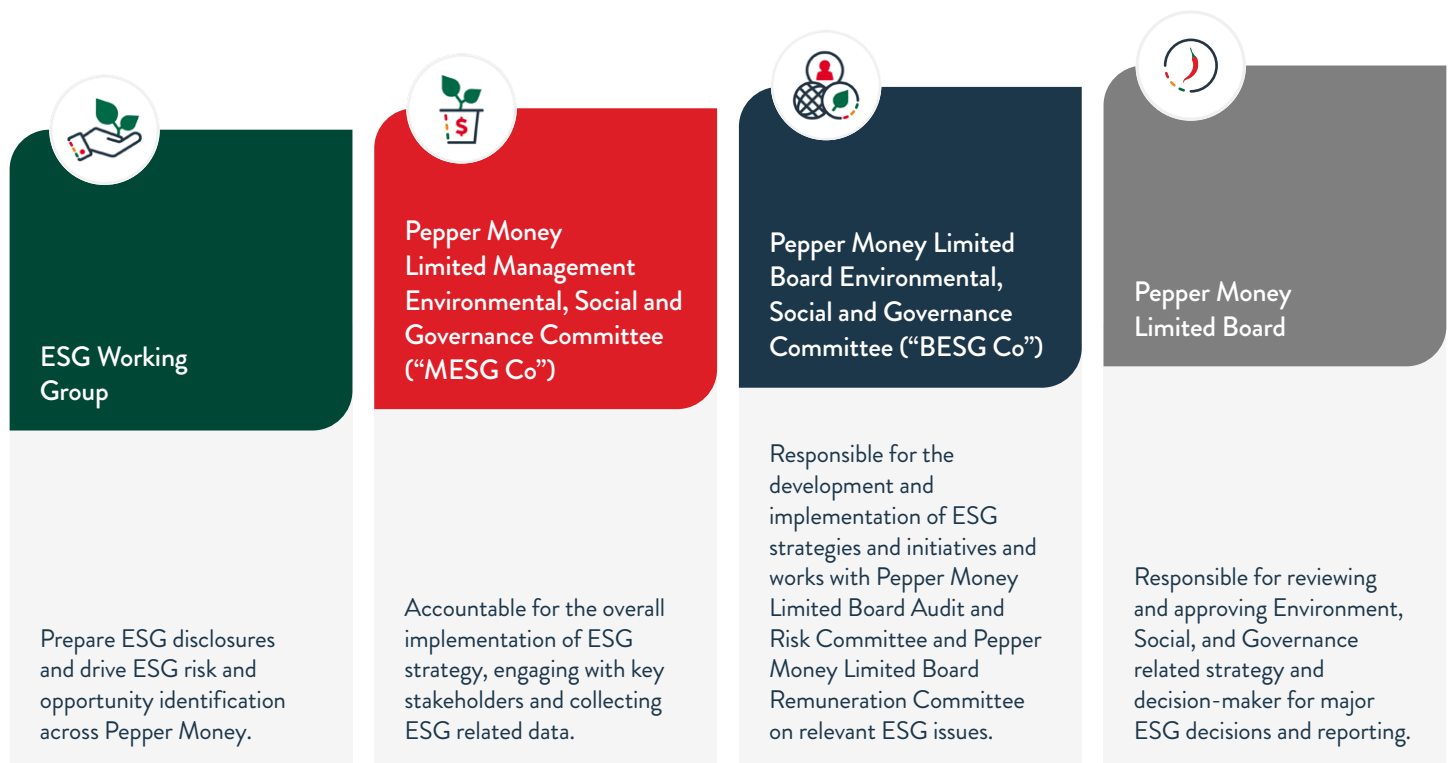 ESG Working
Group
Prepare ESG disclosures
and drive ESG risk and
opportunity identification
across Pepper Money.
Pepper Money
Limited Management
Environmental, Social and
Governance Committee
(“MESG Co”)
Accountable for the overall
implementation of ESG
strategy, engaging with key
stakeholders and collecting
ESG related data.
Pepper Money Limited
Board Environmental,
Social and Governance
Committee (“BESG Co”)
Responsible for the
development and
implementation of ESG
strategies and initiatives and
works with Pepper Money
Limited Board Audit and
Risk Committee and Pepper
Money Limited Board
Remuneration Committee
on relevant ESG issues.
Pepper Money
Limited Board
Responsible for reviewing
and approving Environment,
Social, and Governance
related strategy and
decision-maker for major
ESG decisions and reporting.